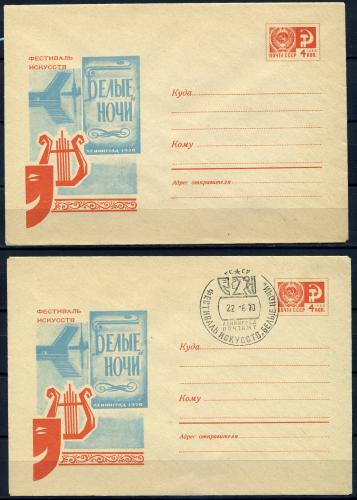 ФЕСТИВАЛЬ
ИСКУССТВ
БЕЛЫЕ
НОЧИ
ЛЕНИНГРАД 1970
ПОЧТА СССР
4 КОП.
Куда
Кому
Адрес отправителя
ФЕСТИВАЛЬ
ИСКУССТВ
БЕЛЫЕ
НОЧИ
ЛЕНИНГРАД 1970
СССР
22 -6 70
ЛЕНИНГРАД
ПОЧТАМТ
ФЕСТИВАЛЬ ИСКУССТВ „БЕЛЫЕ НОЧИ"
ПОЧТА СССР
4 КОП.
Куда
Кому
Адрес отправителя